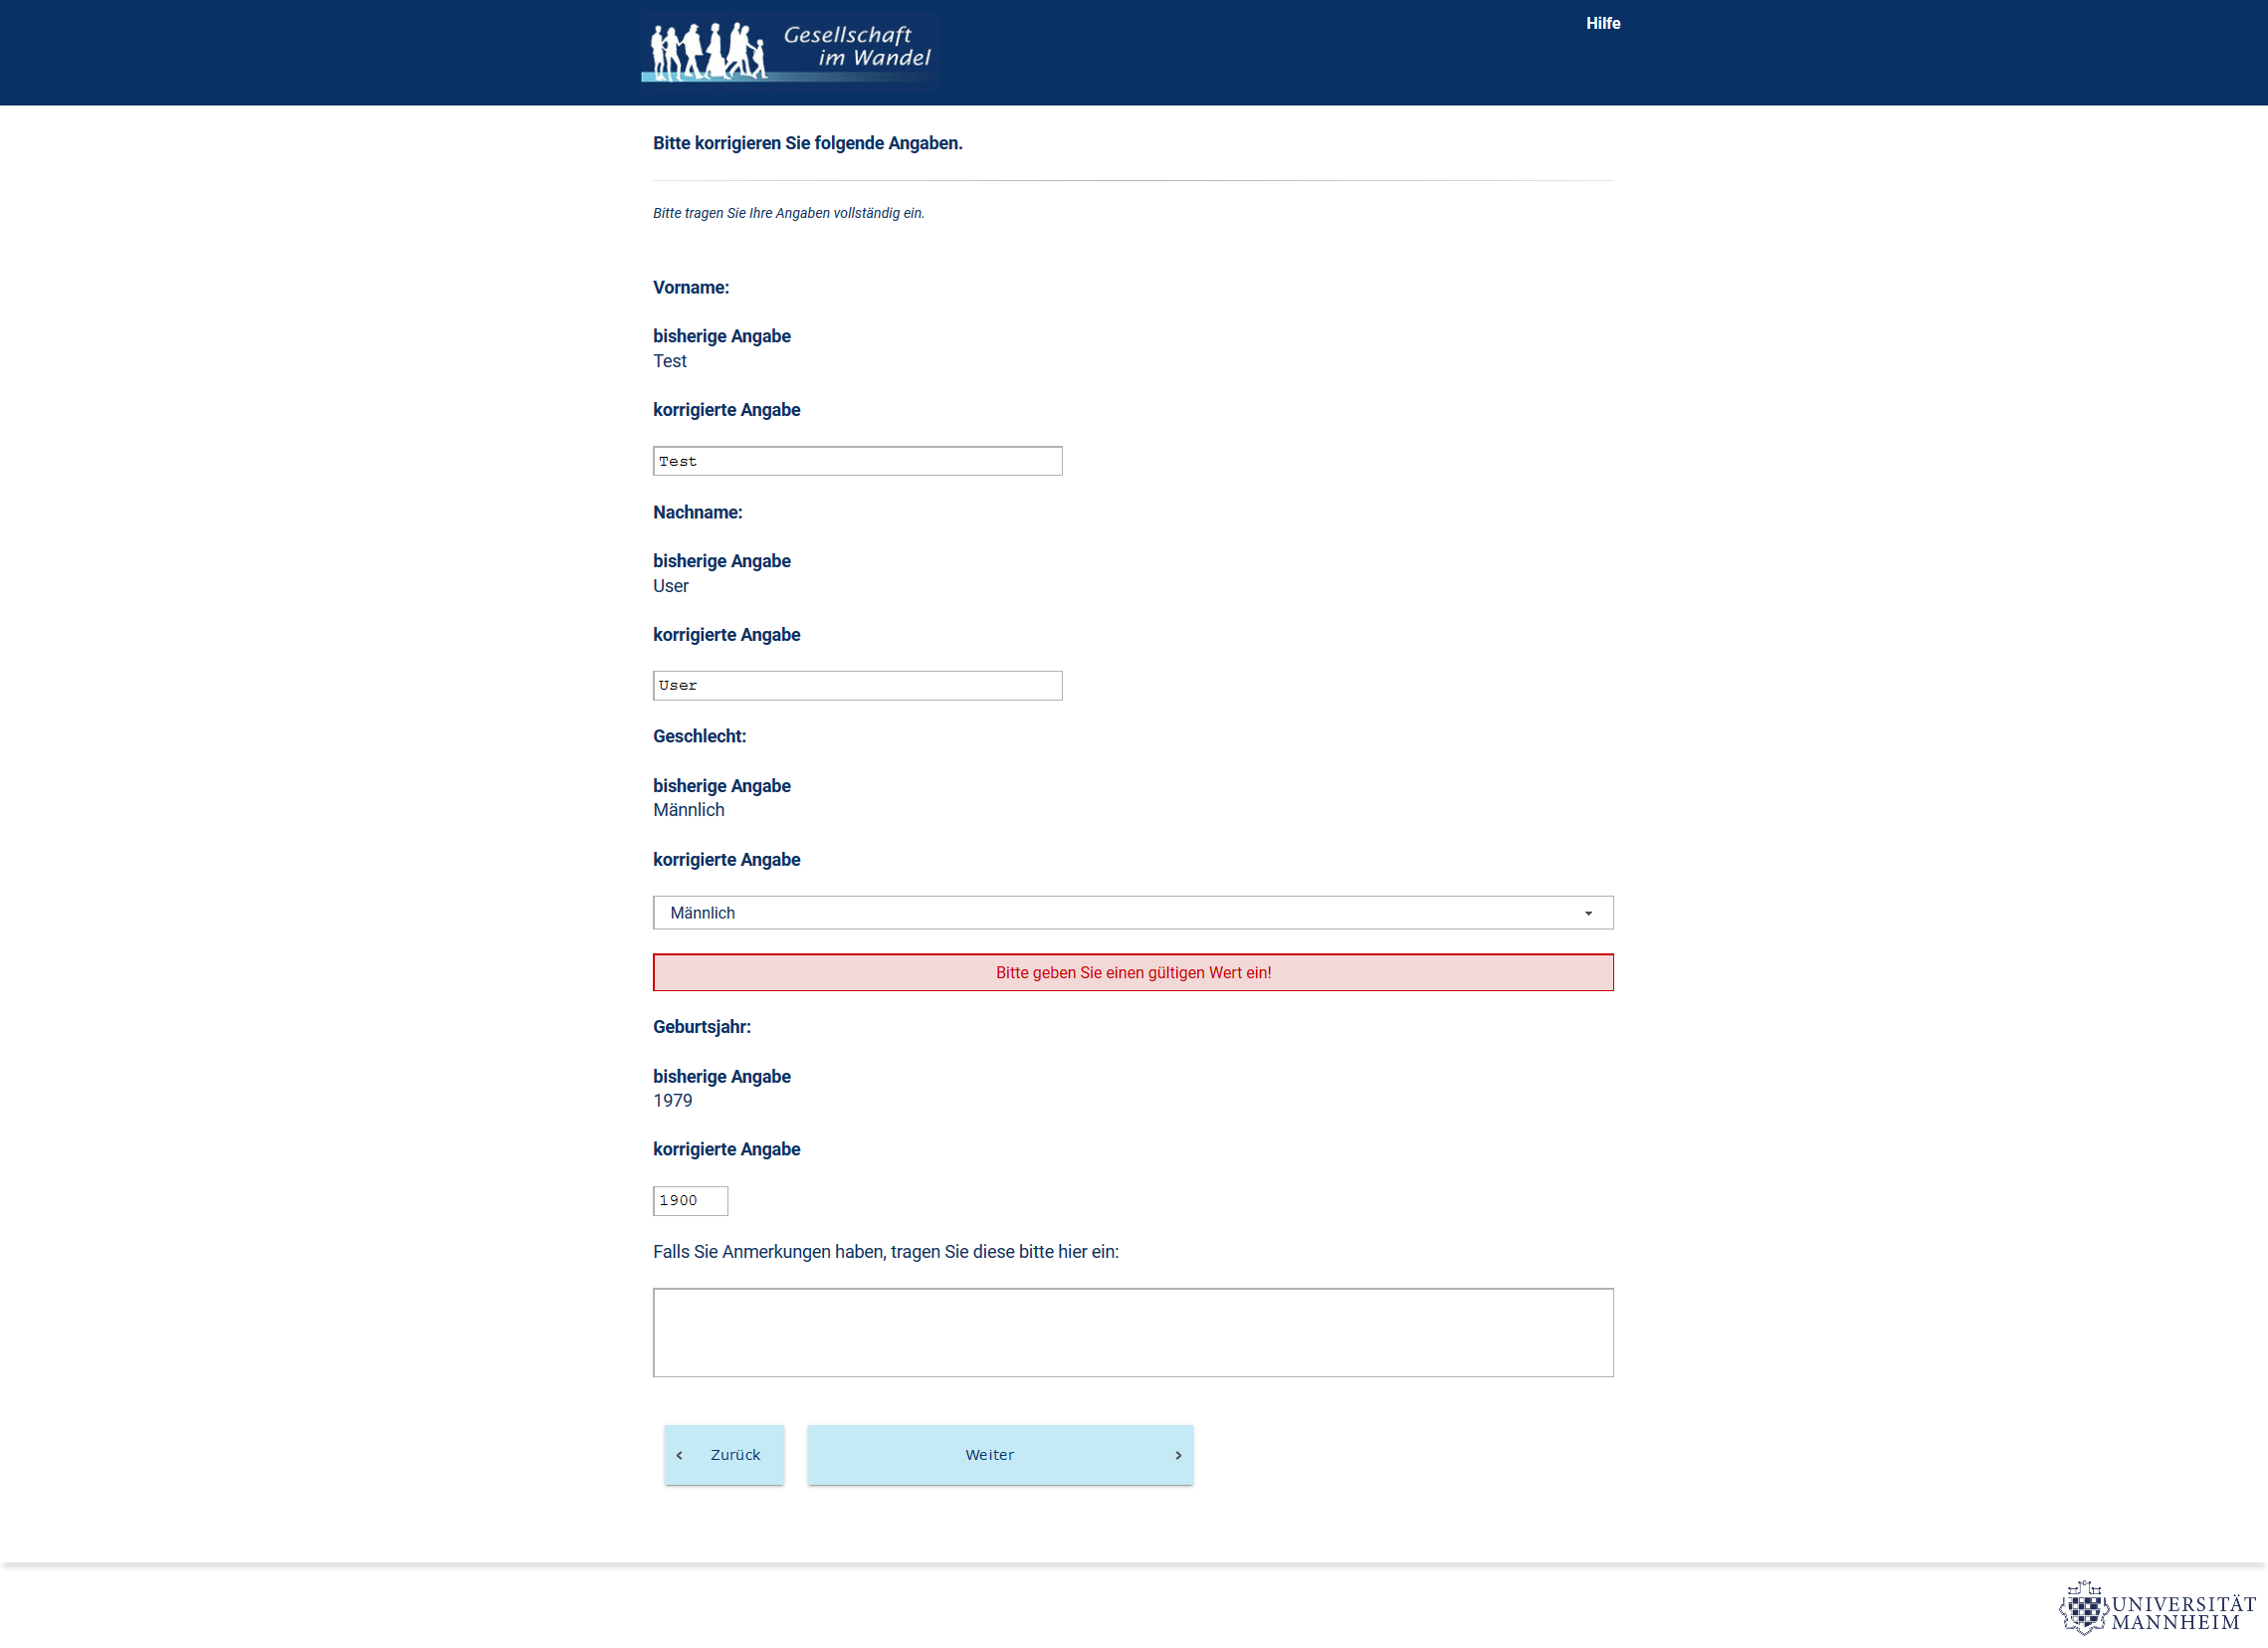 Gesellschaft
im Wandel
Hilfe
Bitte korrigieren Sie folgende Angaben.
Bitte tragen Sie Ihre Angaben vollständig ein.
Vorname:
bisherige Angabe
Test
korrigierte Angabe
Test
Nachname:
bisherige Angabe
User
korrigierte Angabe
User
Geschlecht:
bisherige Angabe
Männlich
korrigierte Angabe
Männlich
Bitte geben Sie einen gültigen Wert ein!
Geburtsjahr:
bisherige Angabe
1979
korrigierte Angabe
1900
Falls Sie Anmerkungen haben, tragen Sie diese bitte hier ein:
Zurück
Weiter
UNIVERSITÄT
MANNHEIM